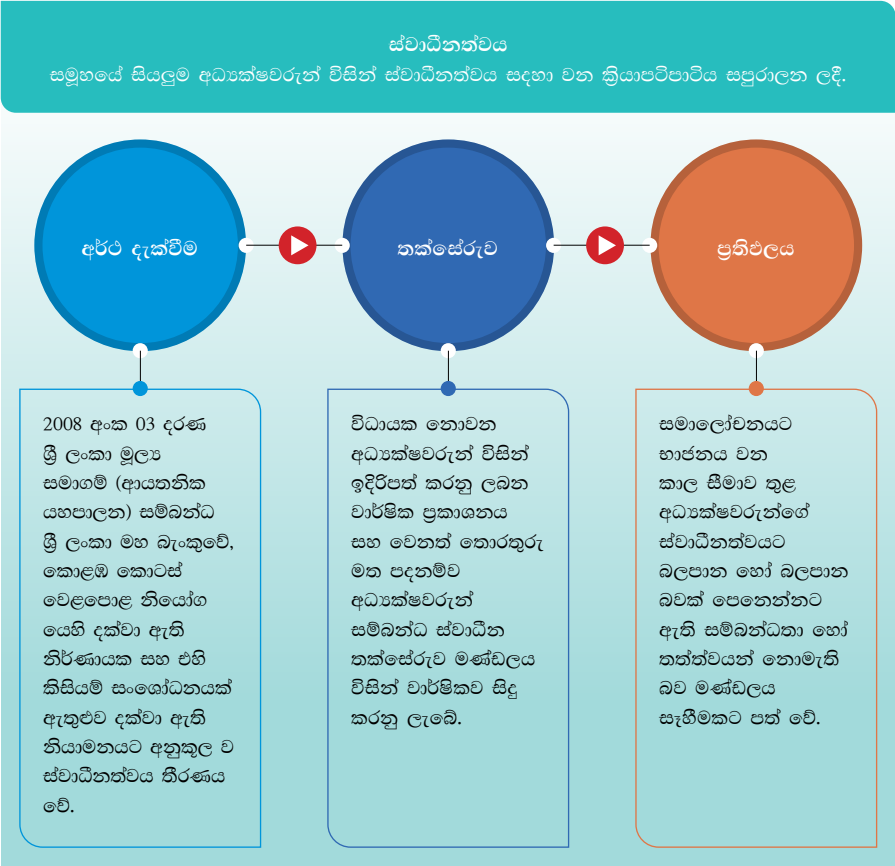 ස්වාධීනත්වය
සමූහයේ සියලුම අධ්‍යක්ෂවරුන් විසින් ස්වාධීනත්වය සදහා වන ක්‍රියාපටිපාටිය සපුරාලන ලදී.
අර්ථ දැක්වීම
තක්සේරුව
ප්‍රතිඵලය
2008 අංක 03 දරණ
ශ්‍රී ලංකා මූල්‍ය
සමාගම් (ආයතනික
යහපාලන) සම්බන්ධ
ශ්‍රී ලංකා මහ බැංකුවේ,
කොළඹ කොටස්
වෙළපොළ නියෝග
යෙහි දක්වා ඇති
නිර්ණායක සහ එහි
කිසියම් සංශෝධනයක්
ඇතුළුව දක්වා ඇති
නියාමනයට අනුකූල ව
ස්වාධීනත්වය තීරණය
වේ.
විධායක නොවන
අධ්‍යක්ෂවරුන් විසින්
ඉදිරිපත් කරනු ලබන
වාර්ෂික ප්‍රකාශනය
සහ වෙනත් තොරතුරු
මත පදනම්ව
අධ්‍යක්ෂවරුන්
සම්බන්ධ ස්වාධීන
තක්සේරුව මණ්ඩලය
විසින් වාර්ෂිකව සිදු
කරනු ලැබේ.
සමාලෝචනයට
භාජනය වන
කාල සීමාව තුළ
අධ්‍යක්ෂවරුන්ගේ
ස්වාධීනත්වයට
බලපාන හෝ බලපාන
බවක් පෙනෙන්නට
ඇති සම්බන්ධතා හෝ
තත්ත්වයන් නොමැති
බව මණ්ඩලය
සෑහීමකට පත් වේ.